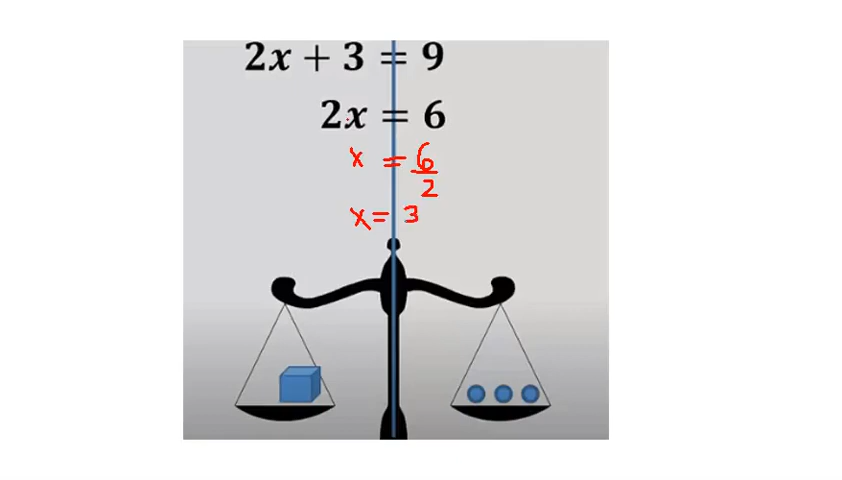 2x + 3 = 9
2x = 6
x = 6/2
x = 3